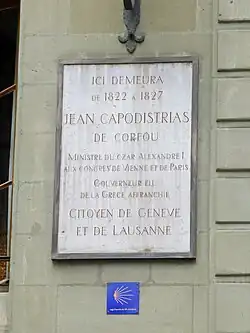 ICI DEMEURA
DE 1822 A 1827
JEAN CAPODISTRIAS
DE CORFOU
MINISTRE DU CZAR ALEXANDRE I
AUX CONGRES DE VIENNE ET DE PARIS
GOUVERNEUR ELU
DE LA GRECE AFFRANCHIE
CITOYEN DE GENEVE
ET DE LAUSANNE